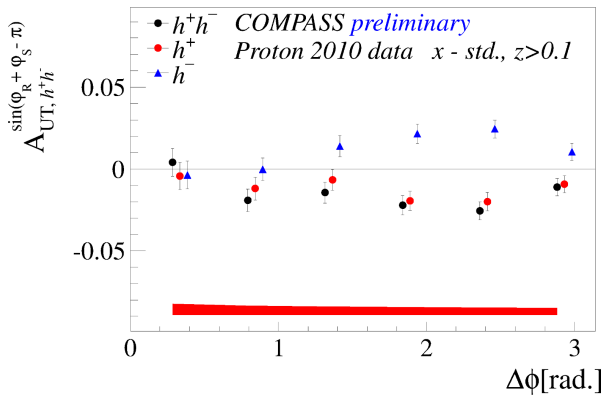 h⁺h⁻ COMPASS preliminary
h⁺ Proton 2010 data x - std., z>0.1
h⁻
A sin(φR + φS - π) UT, h⁺h⁻
0.05
0
-0.05
0 1 2 3
Δϕ[rad.]